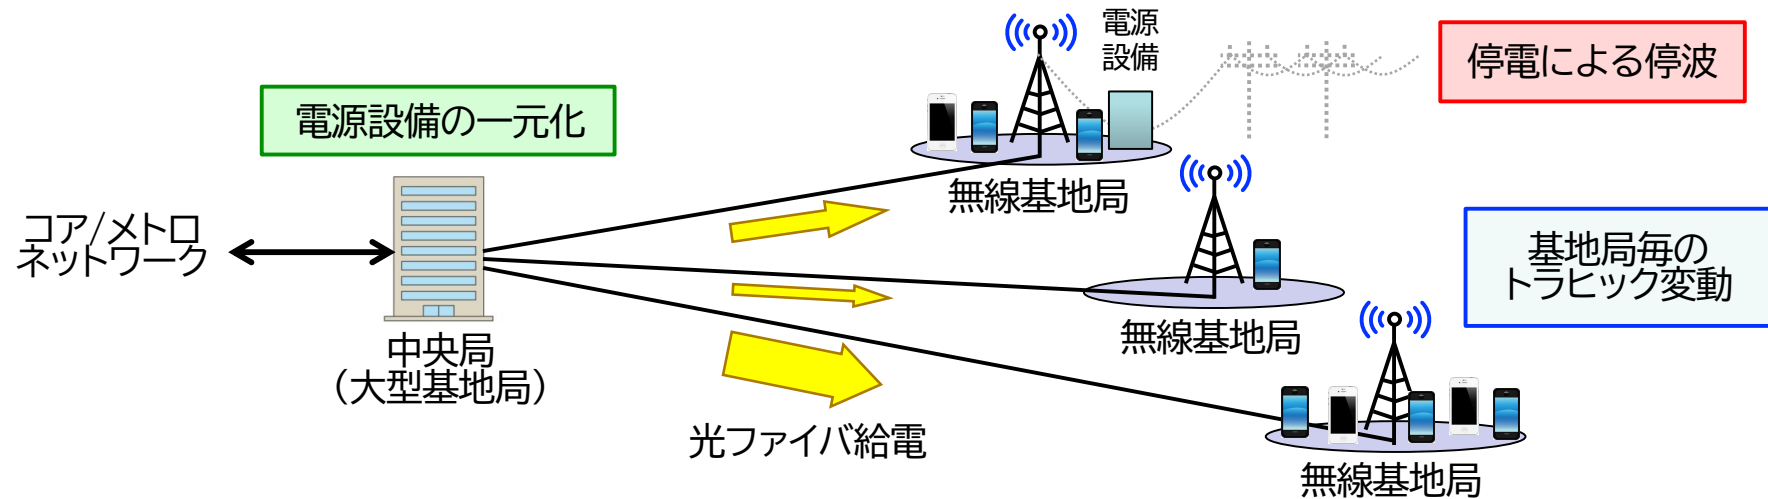 電源
設備
停電による停波
電源設備の一元化
無線基地局
コア/メトロ
ネットワーク
基地局毎の
トラヒック変動
無線基地局
中央局
（大型基地局）
光ファイバ給電
無線基地局